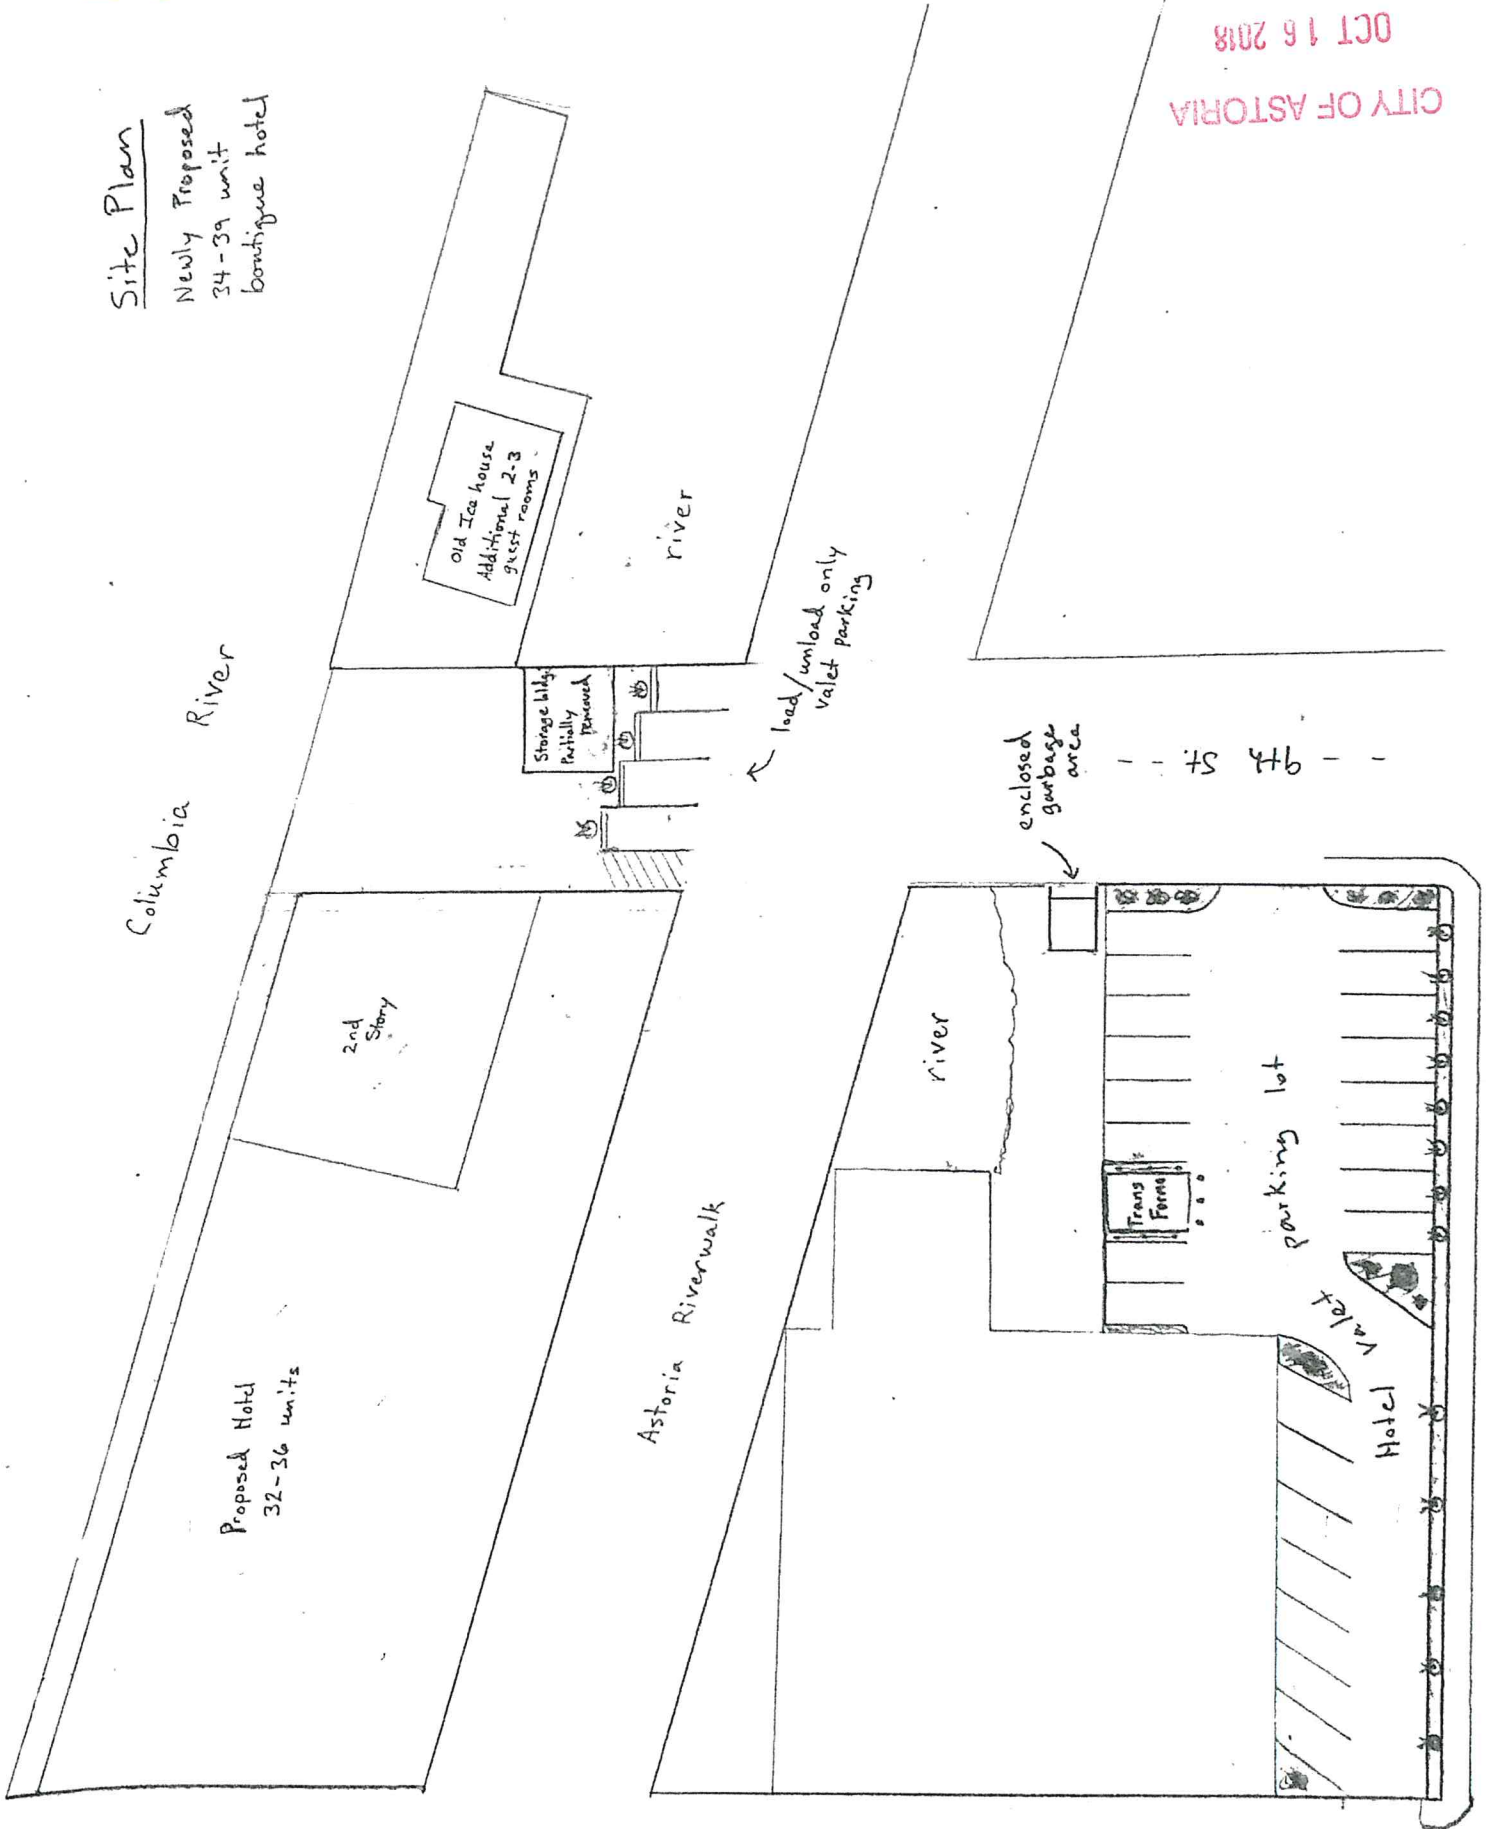 OCT 16 2018
CITY OF ASTORIA
Site Plan
Newly Proposed
34-39 unit
boutique hotel
Columbia River
Old Ice house
Additional 2-3
guest rooms
river
Storage bldg.
Partially
removed
load/unload only
valet parking
enclosed
garbage
area
9th St
2nd
Story
river
Proposed Hotel
32-36 units
Astoria Riverwalk
Trans
Forme
parking lot
Hotel Valet